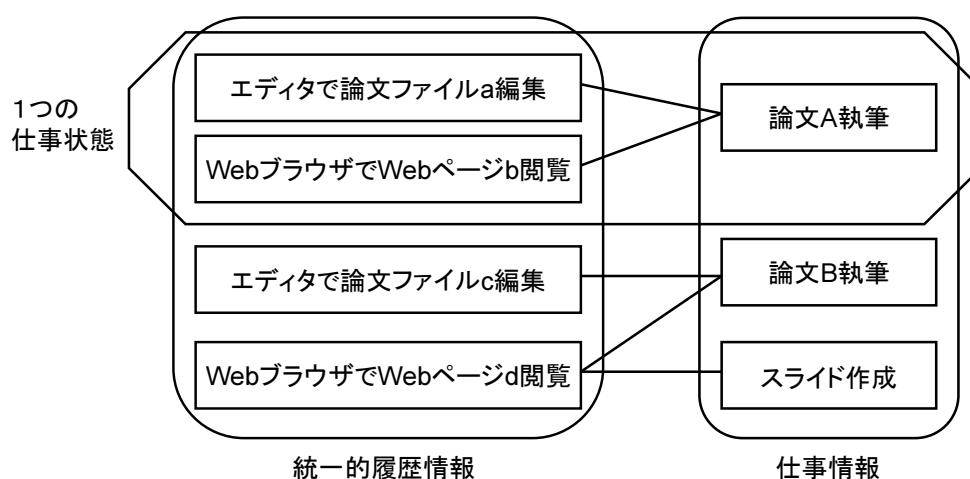 1つの
仕事状態
エディタで論文ファイルa編集
WebブラウザでWebページb閲覧
エディタで論文ファイルc編集
WebブラウザでWebページd閲覧
論文A執筆
論文B執筆
スライド作成
統一的履歴情報
仕事情報